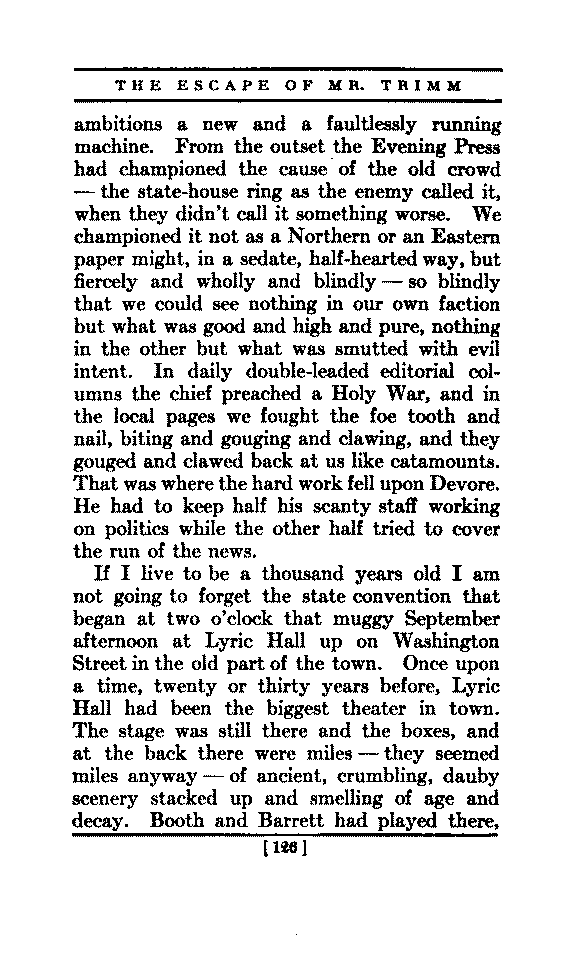 THE ESCAPE OF MR. TRIMM
ambitions a new and a faultlessly running
machine. From the outset the Evening Press
had championed the cause of the old crowd
— the state-house ring as the enemy called it,
when they didn't call it something worse. We
championed it not as a Northern or an Eastern
paper might, in a sedate, half-hearted way, but
fiercely and wholly and blindly — so blindly
that we could see nothing in our own faction
but what was good and high and pure, nothing
in the other but what was smutted with evil
intent. In daily double-leaded editorial col-
umns the chief preached a Holy War, and in
the local pages we fought the foe tooth and
nail, biting and gouging and clawing, and they
gouged and clawed back at us like catamounts.
That was where the hard work fell upon Devore.
He had to keep half his scanty staff working
on politics while the other half tried to cover
the run of the news.
If I live to be a thousand years old I am
not going to forget the state convention that
began at two o'clock that muggy September
afternoon at Lyric Hall up on Washington
Street in the old part of the town. Once upon
a time, twenty or thirty years before, Lyric
Hall had been the biggest theater in town.
The stage was still there and the boxes, and
at the back there were miles — they seemed
miles anyway — of ancient, crumbling, dauby
scenery stacked up and smelling of age and
decay. Booth and Barrett had played there,
[126]